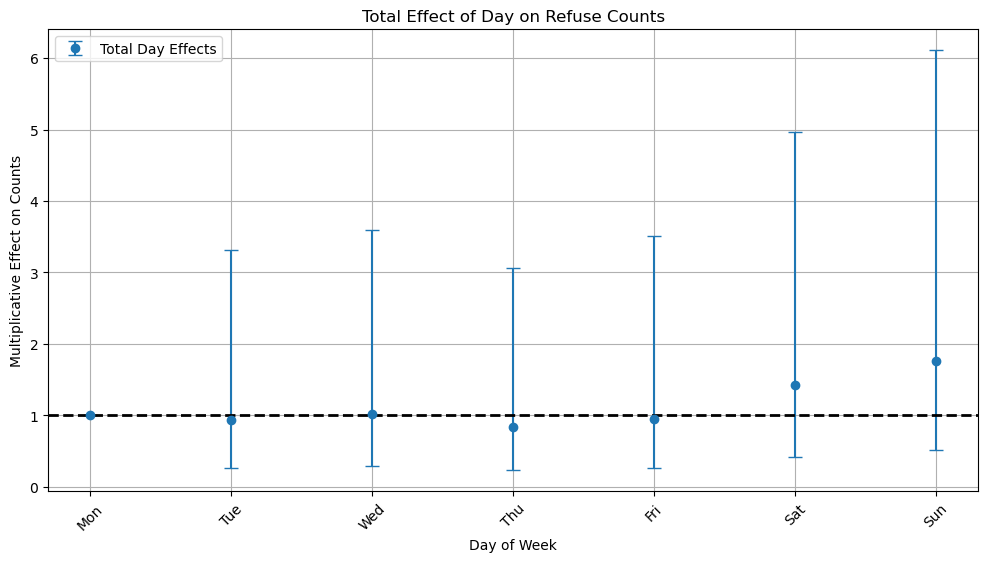 Total Effect of Day on Refuse Counts
Total Day Effects
Multiplicative Effect on Counts
6
5
4
3
2
1
0
Mon
Tue
Wed
Thu
Fri
Sat
Sun
Day of Week